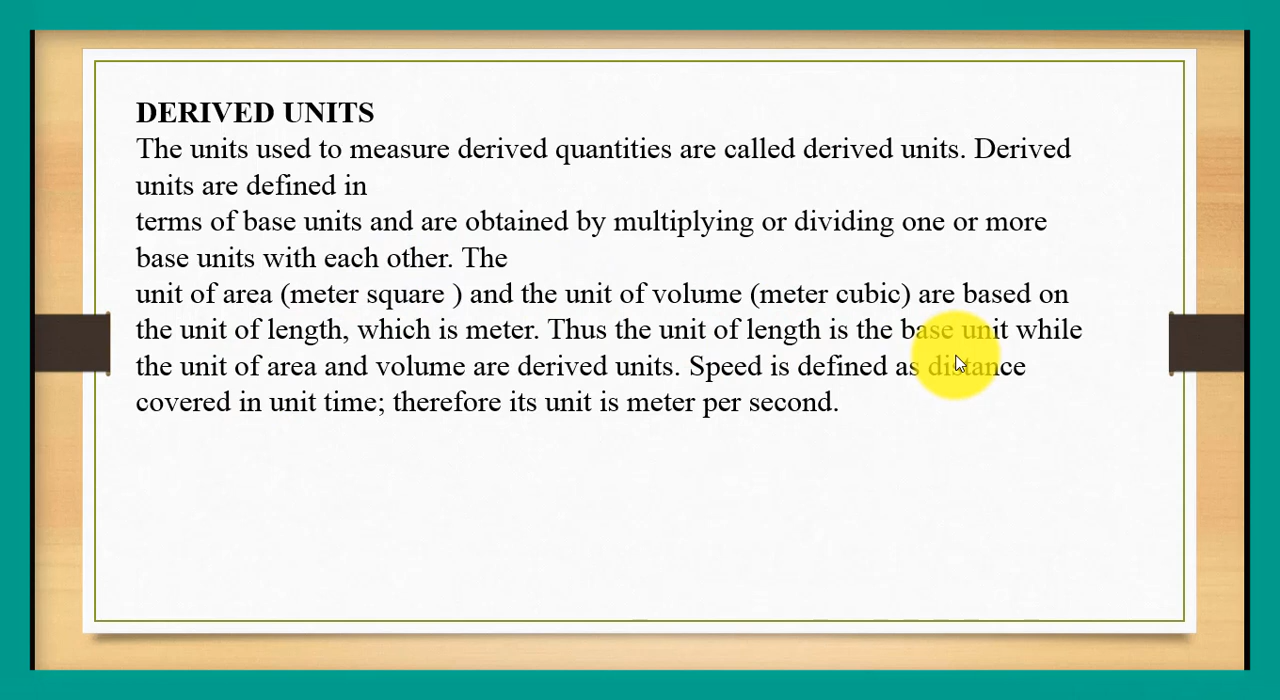 DERIVED UNITS
The units used to measure derived quantities are called derived units. Derived
units are defined in
terms of base units and are obtained by multiplying or dividing one or more
base units with each other. The
unit of area (meter square ) and the unit of volume (meter cubic) are based on
the unit of length, which is meter. Thus the unit of length is the base unit while
the unit of area and volume are derived units. Speed is defined as distance
covered in unit time; therefore its unit is meter per second.